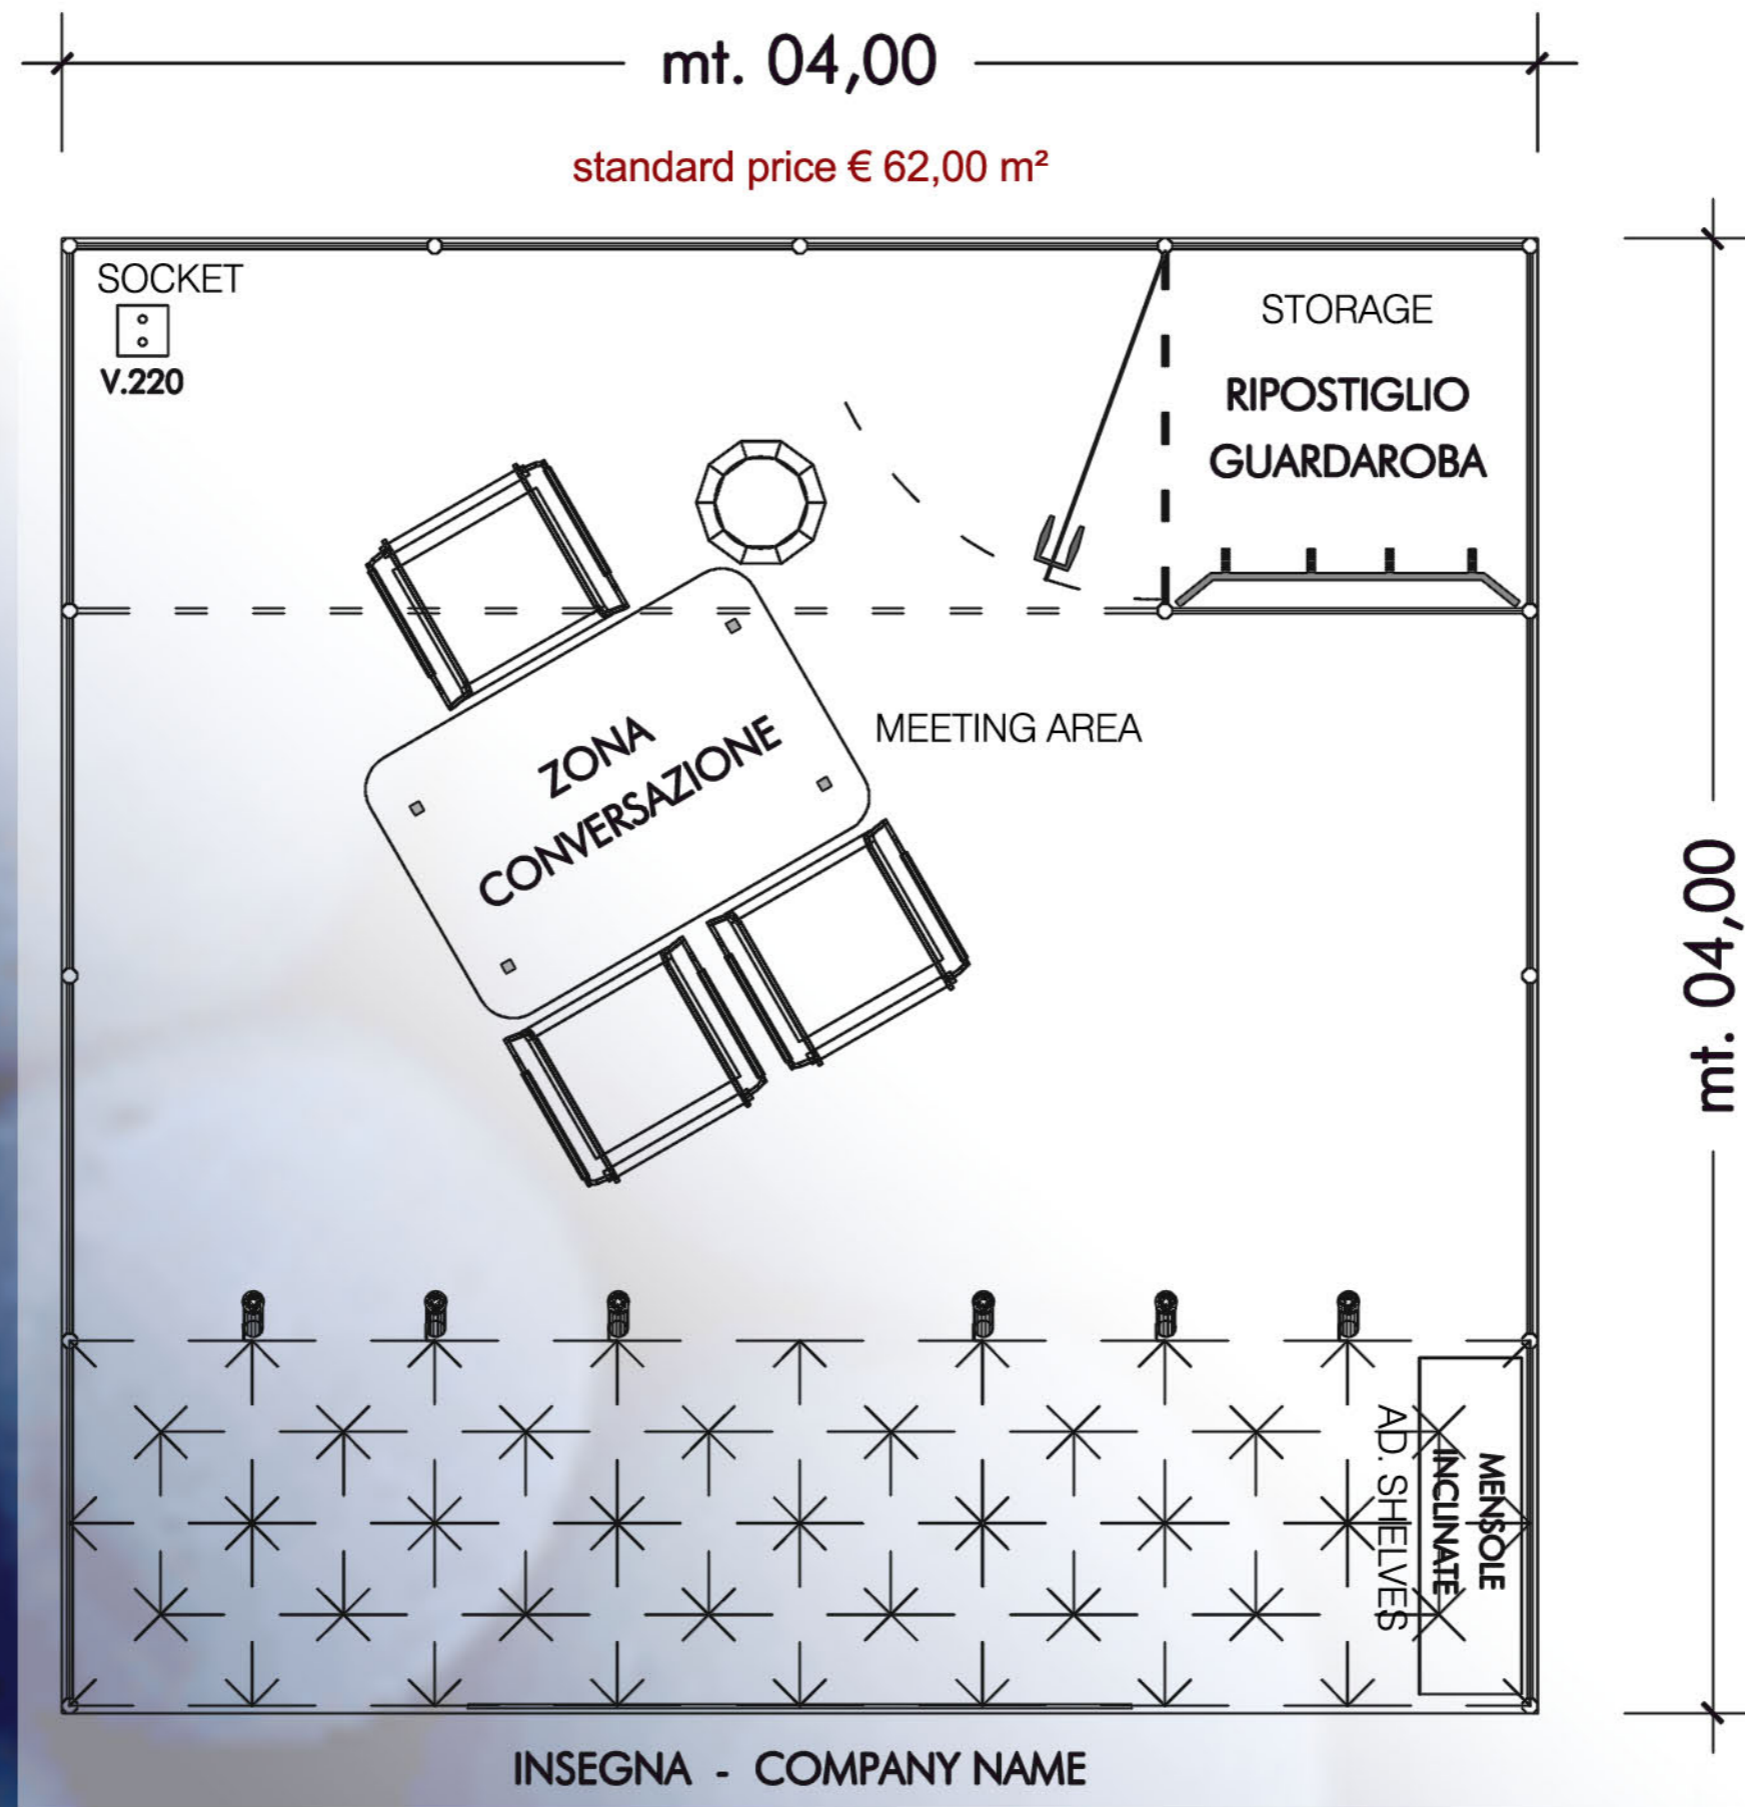 mt. 04,00
standard price € 62,00 m²
SOCKET
V.220
STORAGE
RIPOSTIGLIO
GUARDAROBA
ZONA
CONVERSAZIONE
MEETING AREA
mt. 04,00
AD. SHELVES
MENSOLE
INCLINATE
INSEGNA - COMPANY NAME